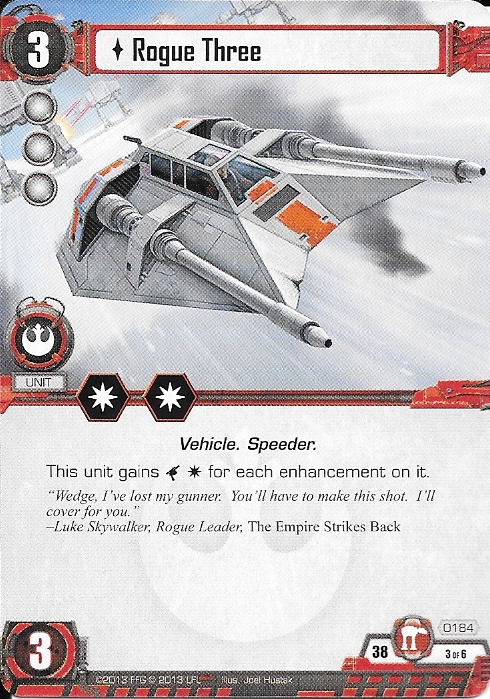 3
Rogue Three
UNIT
Vehicle. Speeder.
This unit gains for each enhancement on it.
"Wedge, I've lost my gunner. You'll have to make this shot. I'll
cover for you."
–Luke Skywalker, Rogue Leader, The Empire Strikes Back
3
©2013 FFG © 2013 LFL Illus. Joel Hustak
38
0184
3 OF 6